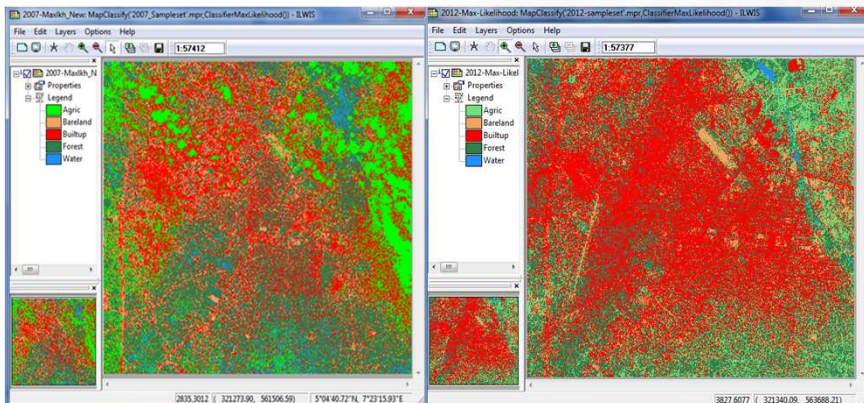 2007-Maxlkh_New: MapClassify('2007_Sampleset'.mpr,ClassifierMaxLikelihood()) - ILWIS
File Edit Layers Options Help
1:57412
2007-Maxlkh_N
Properties
Legend
Agric
Bareland
Builtup
Forest
Water
2835,3012 ( 321273.90, 561506.59) 5°04'40.72"N, 7°23'15.93"E
2012-Max-Likelihood: MapClassify('2012-sampleset'.mpr,ClassifierMaxLikelihood()) - ILWIS
File Edit Layers Options Help
1:57377
2012-Max-Likel
Properties
Legend
Agric
Bareland
Builtup
Forest
Water
3827.6077 ( 321340.09, 563688.21)